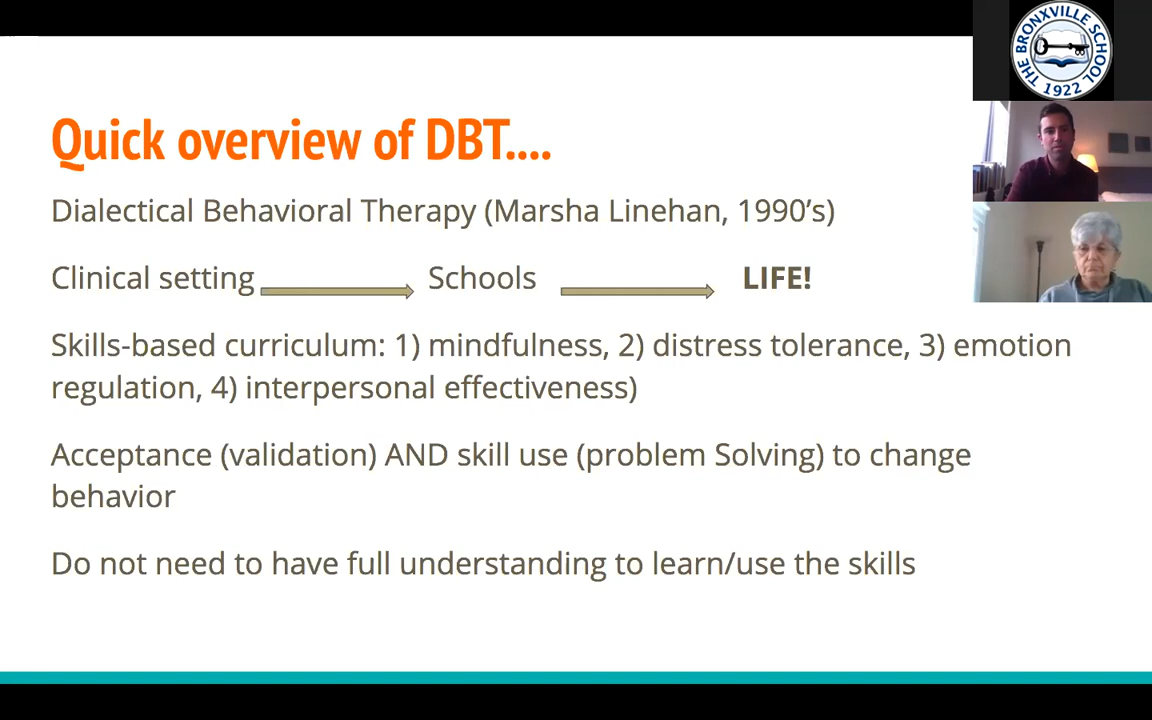 Quick overview of DBT....
Dialectical Behavioral Therapy (Marsha Linehan, 1990's)
Clinical setting Schools LIFE!
Skills-based curriculum: 1) mindfulness, 2) distress tolerance, 3) emotion
regulation, 4) interpersonal effectiveness)
Acceptance (validation) AND skill use (problem Solving) to change
behavior
Do not need to have full understanding to learn/use the skills
THE BRONXVILLE SCHOOL
1922